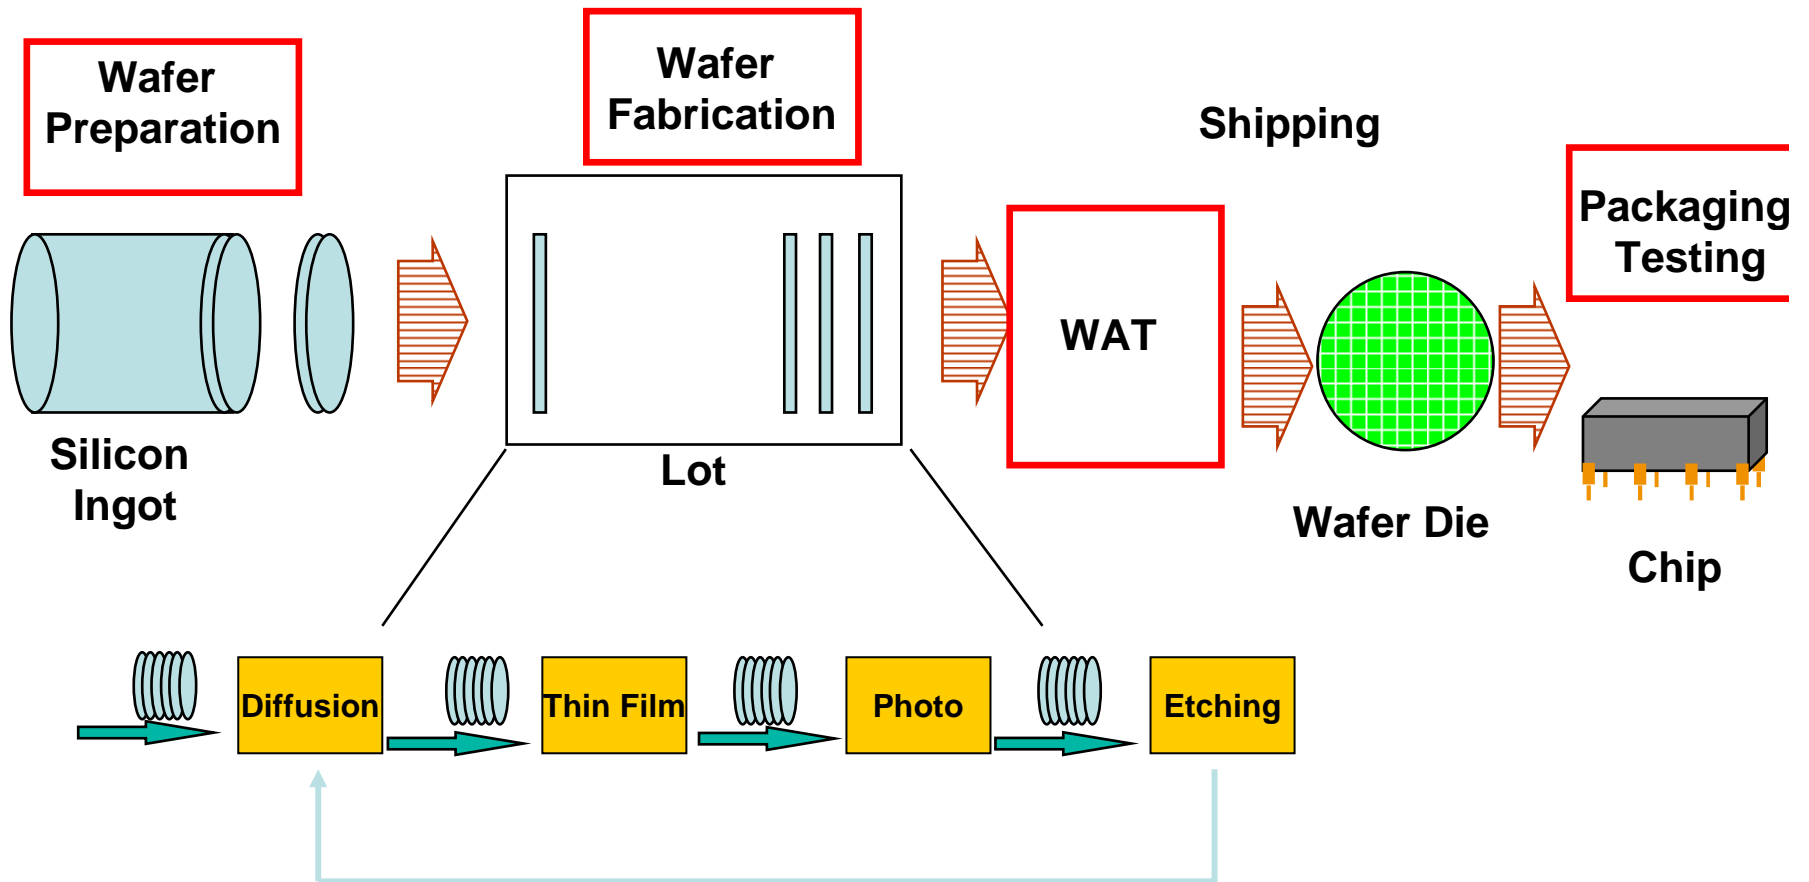 Wafer
Preparation
Wafer
Fabrication
Shipping
Packaging
Testing
WAT
Silicon
Ingot
Lot
Wafer Die
Chip
Diffusion
Thin Film
Photo
Etching